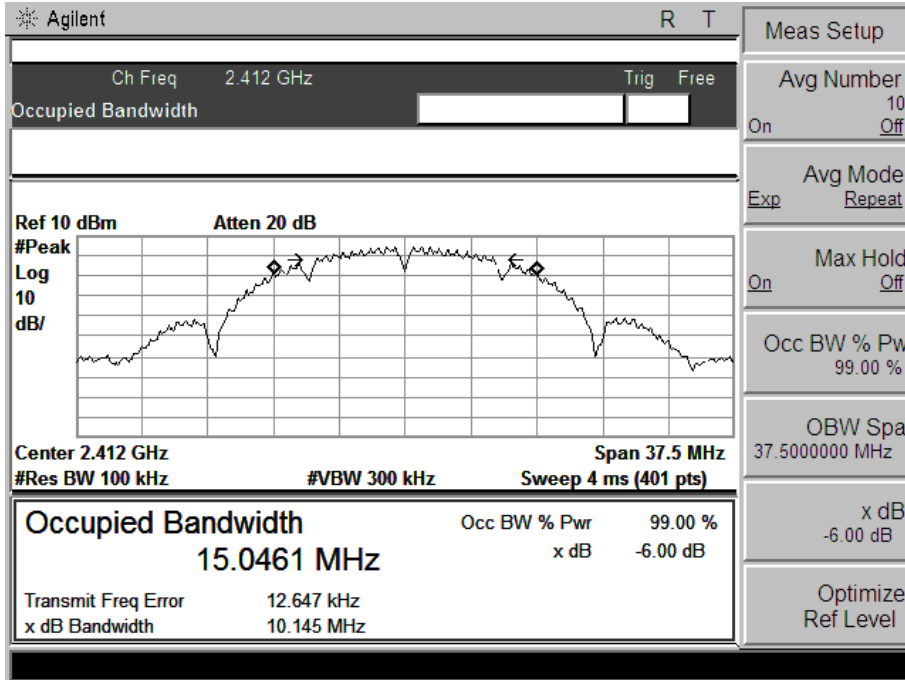 Agilent R T
Ch Freq 2.412 GHz Trig Free
Occupied Bandwidth
Ref 10 dBm Atten 20 dB
#Peak
Log
10
dB/
Center 2.412 GHz Span 37.5 MHz
#Res BW 100 kHz #VBW 300 kHz Sweep 4 ms (401 pts)
Occupied Bandwidth Occ BW % Pwr 99.00 %
15.0461 MHz x dB -6.00 dB
Transmit Freq Error 12.647 kHz
x dB Bandwidth 10.145 MHz
Meas Setup
Avg Number
10
On Off
Avg Mode
Exp Repeat
Max Hold
On Off
Occ BW % Pw
99.00 %
OBW Spa
37.5000000 MHz
x dB
-6.00 dB
Optimize
Ref Level